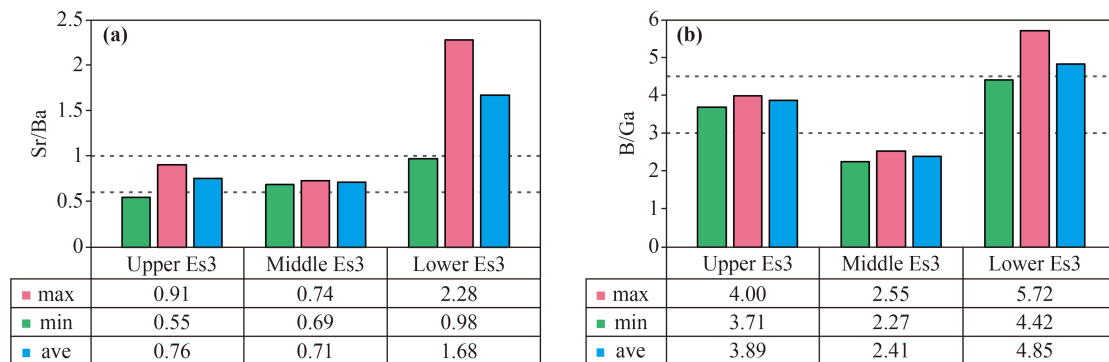 (a)
Sr/Ba
2.5
2
1.5
1
0.5
0
Upper Es3 Middle Es3 Lower Es3
max 0.91 0.74 2.28
min 0.55 0.69 0.98
ave 0.76 0.71 1.68
(b)
B/Ga
6
5
4
3
2
1
0
Upper Es3 Middle Es3 Lower Es3
max 4.00 2.55 5.72
min 3.71 2.27 4.42
ave 3.89 2.41 4.85